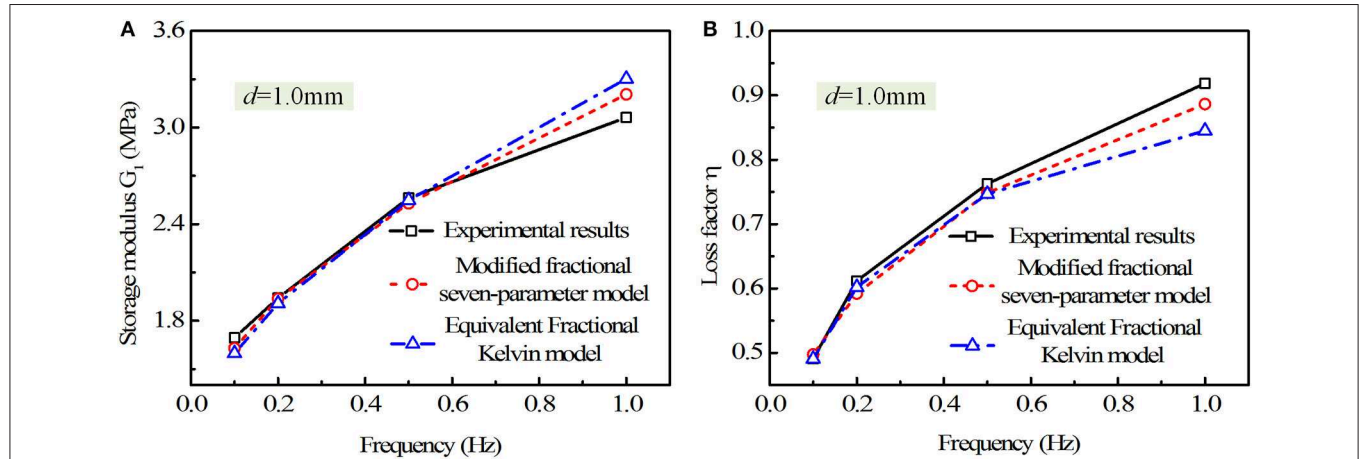 A
Storage modulus G1 (MPa)
3.6
3.0
2.4
1.8
d=1.0mm
Experimental results
Modified fractional
seven-parameter model
Equivalent Fractional
Kelvin model
0.0 0.2 0.4 0.6 0.8 1.0
Frequency (Hz)
B
Loss factor η
1.0
0.9
0.8
0.7
0.6
0.5
d=1.0mm
Experimental results
Modified fractional
seven-parameter model
Equivalent Fractional
Kelvin model
0.0 0.2 0.4 0.6 0.8 1.0
Frequency (Hz)